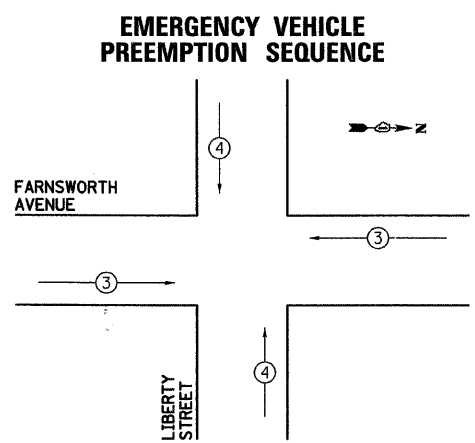 EMERGENCY VEHICLE
PREEMPTION SEQUENCE
4
N
FARNSWORTH
AVENUE
3
3
4
LIBERTY
STREET